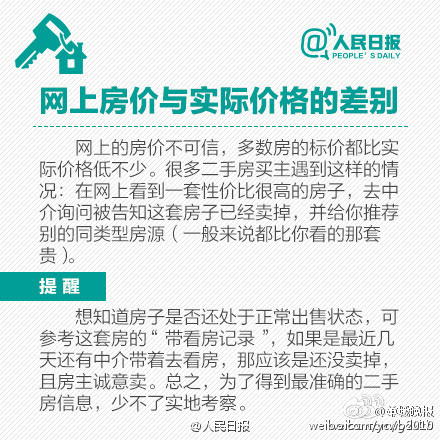 @人民日报
PEOPLE'S DAILY
网上房价与实际价格的差别
网上的房价不可信，多数房的标价都比实
际价格低不少。很多二手房买主遇到这样的情
况：在网上看到一套性价比很高的房子，去中
介询问被告知这套房子已经卖掉，并给你推荐
别的同类型房源（一般来说都比你看的那套
贵）。
提醒
想知道房子是否还处于正常出售状态，可
参考这套房的“带看房记录”，如果是最近几
天还有中介带着去看房，那应该是还没卖掉，
且房主诚意卖。总之，为了得到最准确的二手
房信息，少不了实地考察。
@人民日报